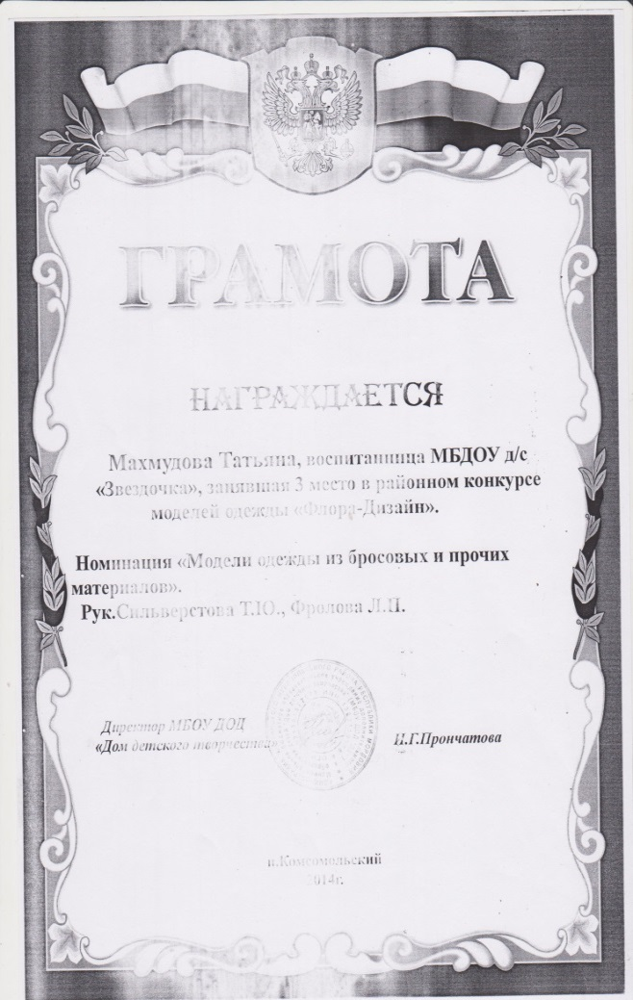 ГРАМОТА
НАГРАЖДАЕТСЯ
Махмудова Татьяна, воспитанница МБДОУ д/с
«Звездочка», занявшая 3 место в районном конкурсе
моделей одежды «Флора-Дизайн».
Номинация «Модели одежды из бросовых и прочих
материалов».
Рук.Сильверстова Т.Ю., Фролова Л.П.
Директор МБОУ ДОД
«Дом детского творчества»
И.Г.Прончатова
п.Комсомольский
2014г.